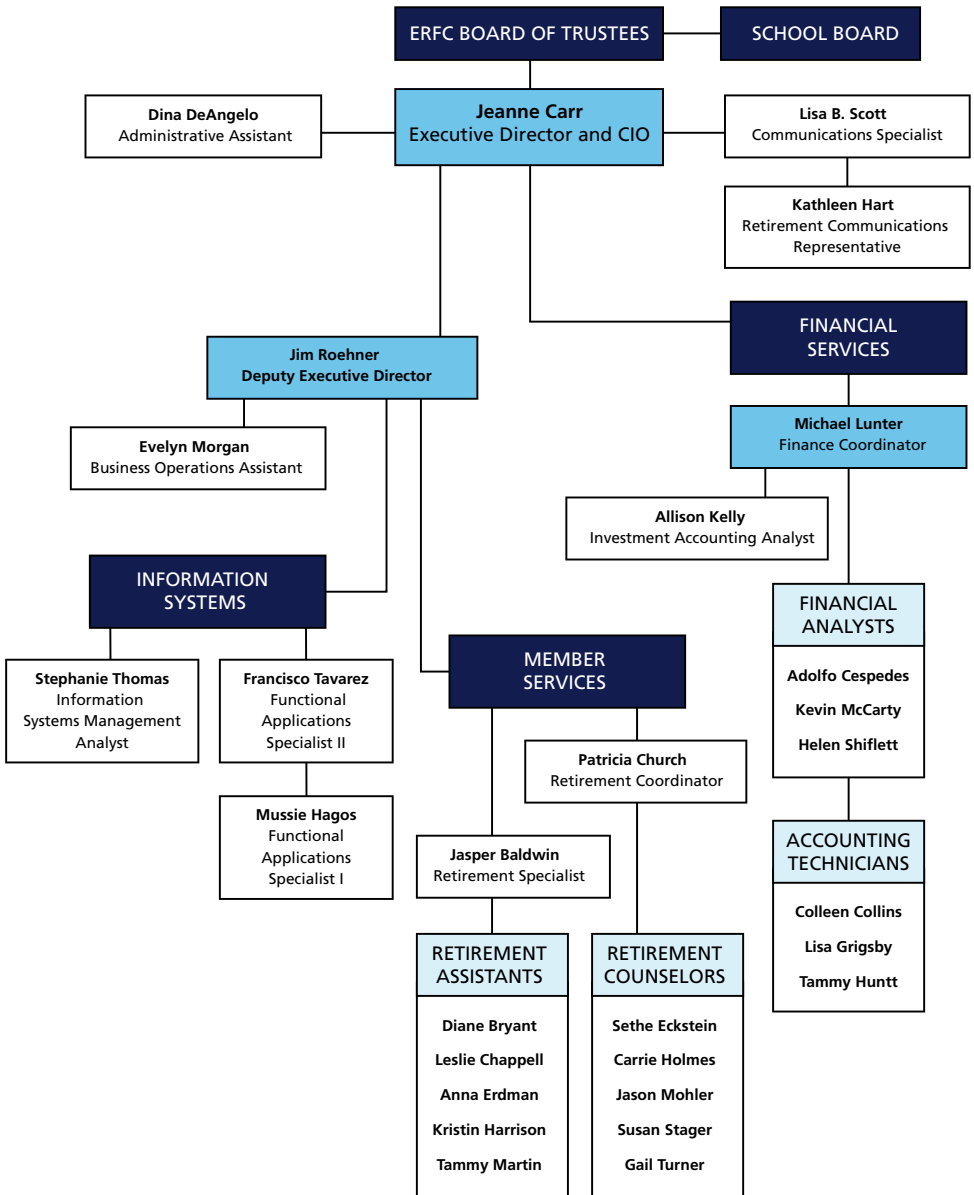 ERFC BOARD OF TRUSTEES
SCHOOL BOARD
Dina DeAngelo
Administrative Assistant
Jeanne Carr
Executive Director and CIO
Lisa B. Scott
Communications Specialist
Kathleen Hart
Retirement Communications
Representative
FINANCIAL
SERVICES
Jim Roehner
Deputy Executive Director
Michael Lunter
Finance Coordinator
Evelyn Morgan
Business Operations Assistant
Allison Kelly
Investment Accounting Analyst
INFORMATION
SYSTEMS
FINANCIAL
ANALYSTS
Adolfo Cespedes
Kevin McCarty
Helen Shiflett
MEMBER
SERVICES
Stephanie Thomas
Information
Systems Management
Analyst
Francisco Tavarez
Functional
Applications
Specialist II
Patricia Church
Retirement Coordinator
Mussie Hagos
Functional
Applications
Specialist I
Jasper Baldwin
Retirement Specialist
ACCOUNTING
TECHNICIANS
Colleen Collins
Lisa Grigsby
Tammy Huntt
RETIREMENT
ASSISTANTS
Diane Bryant
Leslie Chappell
Anna Erdman
Kristin Harrison
Tammy Martin
RETIREMENT
COUNSELORS
Sethe Eckstein
Carrie Holmes
Jason Mohler
Susan Stager
Gail Turner